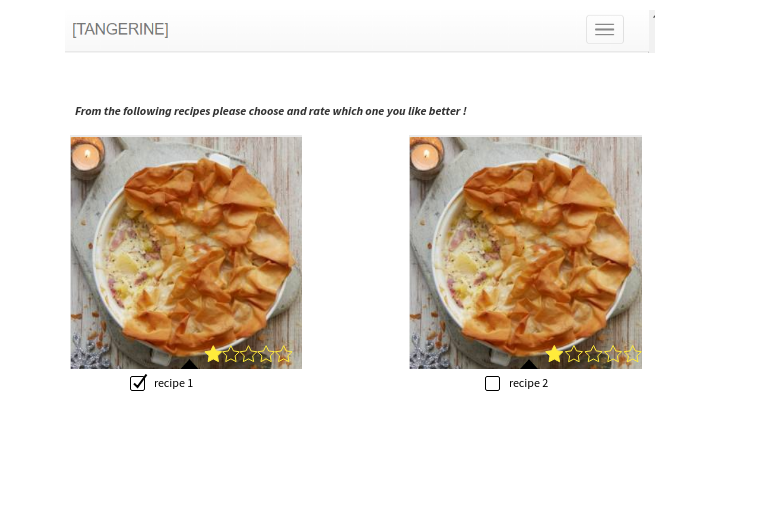 [TANGERINE]
From the following recipes please choose and rate which one you like better !
recipe 1
recipe 2